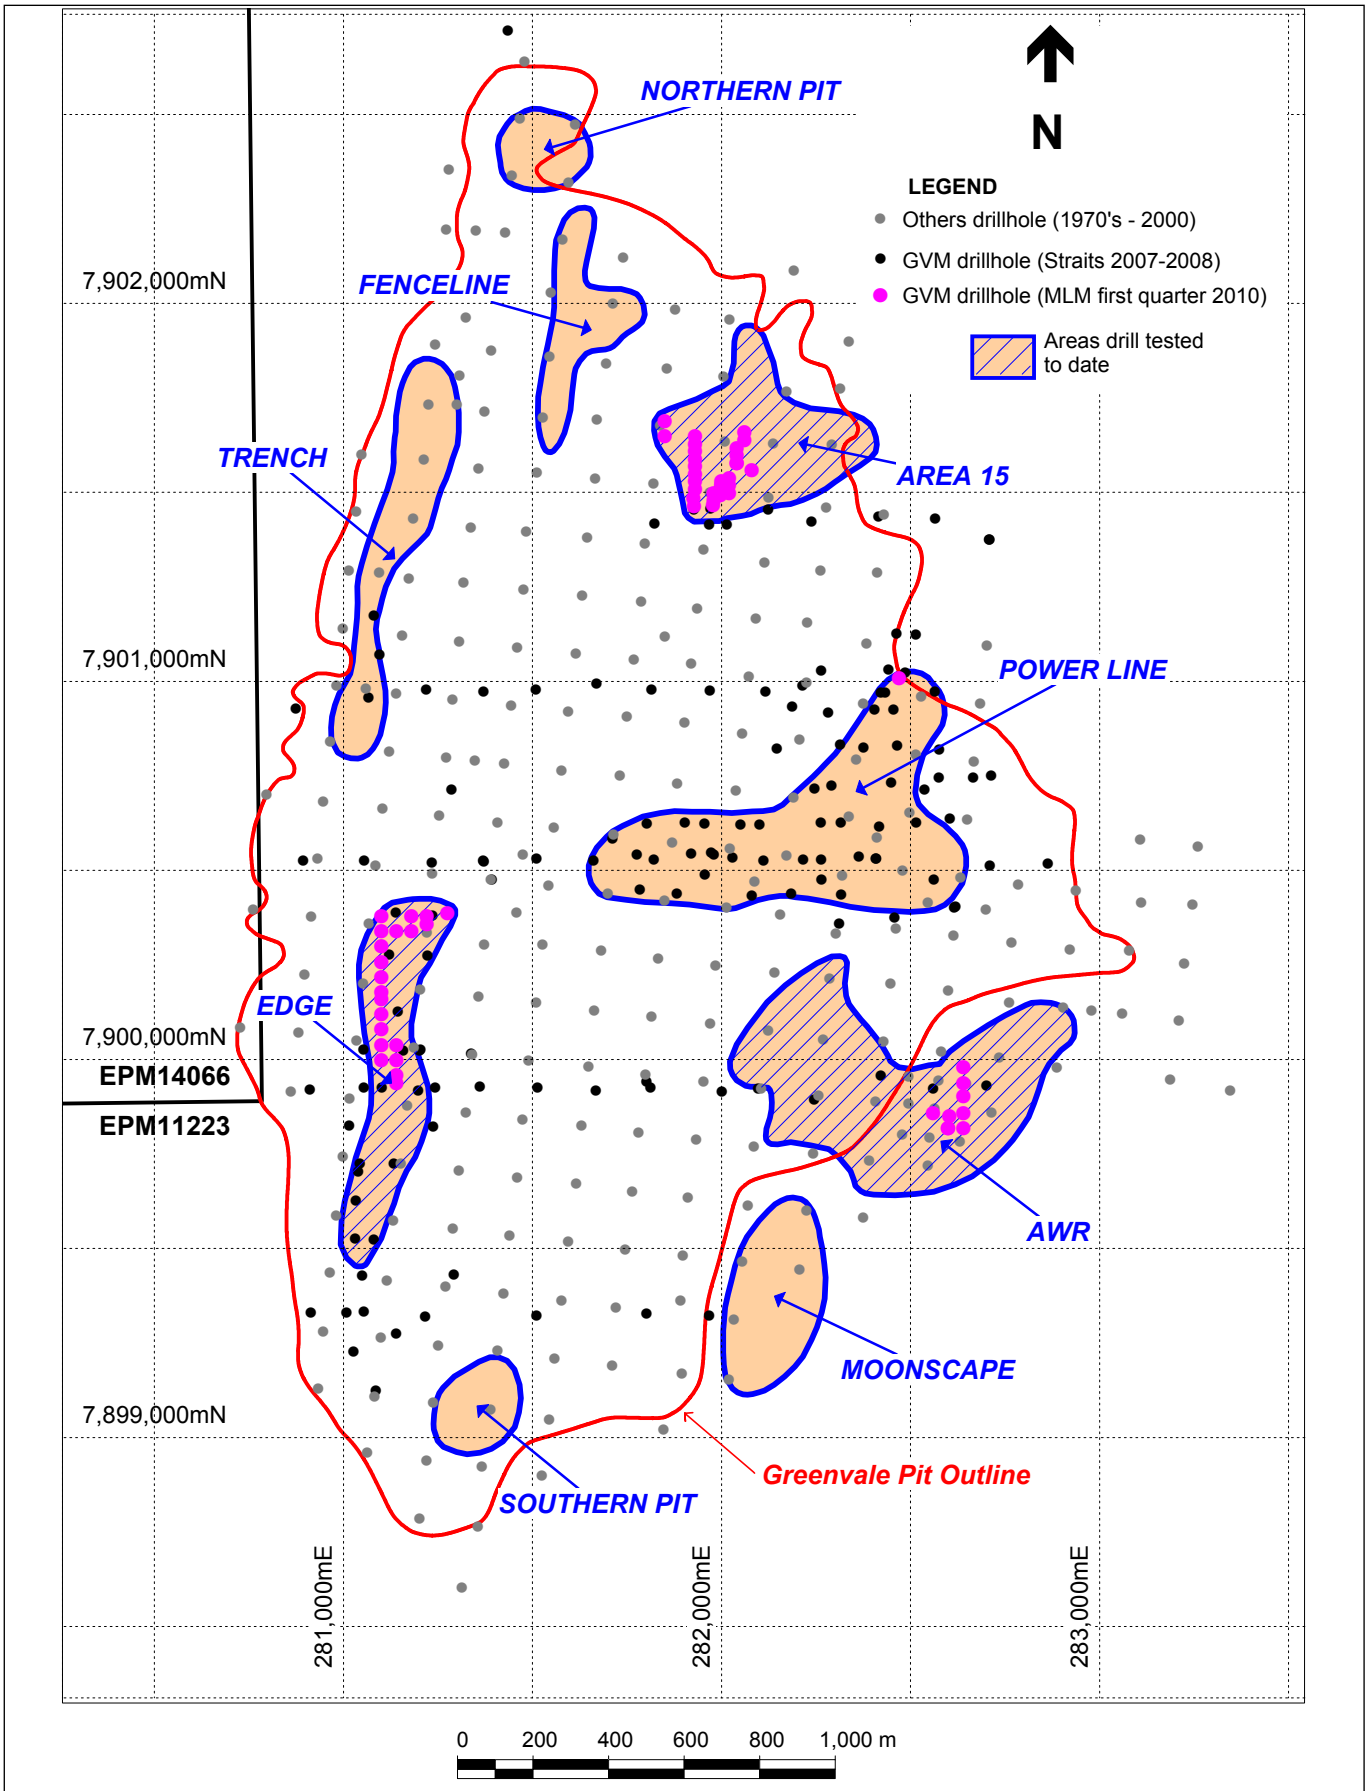 NORTHERN PIT
N
LEGEND
Others drillhole (1970's - 2000)
GVM drillhole (Straits 2007-2008)
GVM drillhole (MLM first quarter 2010)
Areas drill tested
to date
7,902,000mN
FENCELINE
TRENCH
AREA 15
7,901,000mN
POWER LINE
EDGE
7,900,000mN
EPM14066
EPM11223
AWR
MOONSCAPE
7,899,000mN
Greenvale Pit Outline
SOUTHERN PIT
281,000mE
282,000mE
283,000mE
0 200 400 600 800 1,000 m